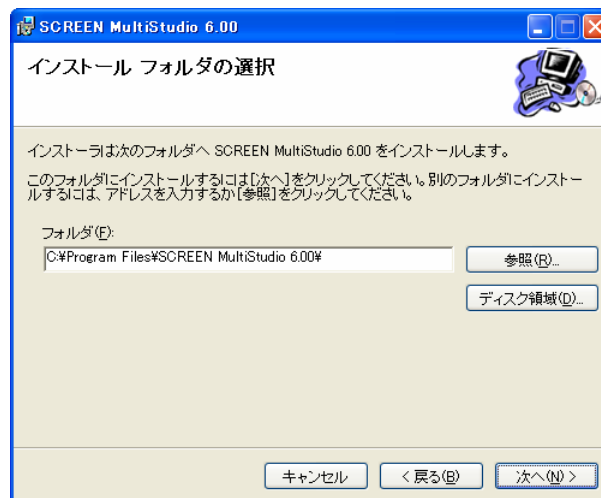 SCREEN MultiStudio 6.00
インストール フォルダの選択
インストーラは次のフォルダへ SCREEN MultiStudio 6.00 をインストールします。
このフォルダにインストールするには[次へ]をクリックしてください。別のフォルダにインストー
ルするには、アドレスを入力するか[参照]をクリックしてください。
フォルダ(F):
C:¥Program Files¥SCREEN MultiStudio 6.00¥
参照(R)...
ディスク領域(D)...
キャンセル
< 戻る(B)
次へ(N) >